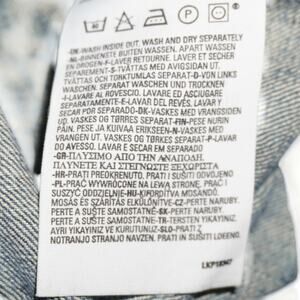 -UK-WASH INSIDE OUT. WASH AND DRY SEPARATELY
-NL-BINNENSTE BUITEN WASSEN. APART WASSEN
EN DROGEN-F-LAVER RETOURNE. LAVER ET SECHER
SEPAREMENT-S-TVÄTTAS MED AVIGSIDAN UT.
TVÄTTAS OCH TORKTUMLAS SEPARAT-D-VON LINKS
WASCHEN. SEPARAT WASCHEN UND TROCKNEN
-I-LAVARE AL ROVESCIO. LAVARE ED ASCIUGARE
SEPARATAMENTE-E-LAVAR DEL REVÉS. LAVAR Y
SECAR POR SEPARADO-DK-VASKES MED VRANGSIDEN
UD. VASKES OG TØRRES SEPARAT-FIN-PESE NURIN
PÄIN. PESE JA KUIVAA ERIKSEEN-N-VASKES MED
VRANGEN UT. VASKES OG TØRKES SEPARAT-P-LAVAR
DO AVESSO. LAVAR E SECAR EM SEPARADO
-GR-ΠΛΥΣΙΜΟ ΑΠΟ ΤΗΝ ΑΝΑΠΟΔΗ.
ΠΛΥΝΕΤΕ ΚΑΙ ΣΤΕΓΝΩΣΤΕ ΞΕΧΩΡΙΣΤΑ
-HR-PRATI PREOKRENUTO. PRATI I SUŠITI ODVOJENO.
-PL-PRAĆ WYWRÓCONE NA LEWĄ STRONĘ. PRAĆ I
SUSZYĆ ODDZIELNIE-HU-KIFORDÍTVA MOSANDÓ.
MOSÁS ÉS SZÁRÍTÁS ELKÜLÖNÍTVE-CZ-PERTE NARUBY.
PERTE A SUŠTE SAMOSTATNĚ-SK-PERTE NARUBY.
PERTE A SUŠTE SAMOSTATNE-TR-TERSTEN YIKAYINIZ.
AYRI YIKAYINIZ VE KURUTUNUZ-SLO-PRATI Z
NOTRANJO STRANJO NAVZEN. PRATI IN SUŠITI LOČENO.